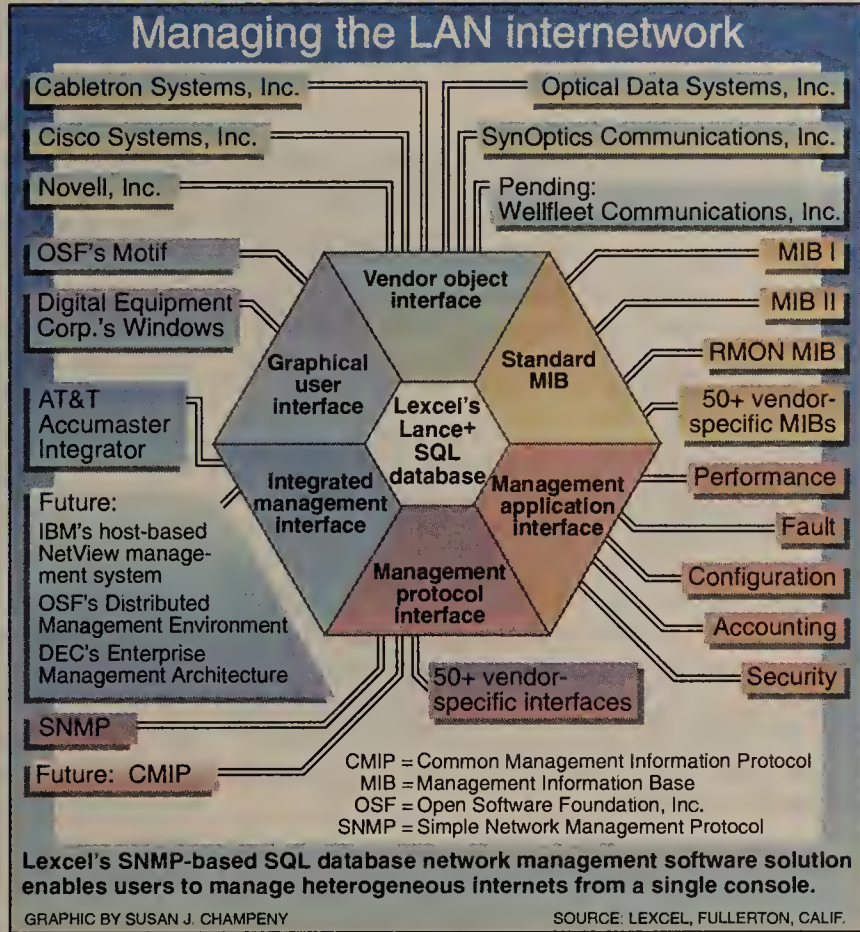 Managing the LAN internetwork
Cabletron Systems, Inc.
Cisco Systems, Inc.
Novell, Inc.
OSF's Motif
Digital Equipment
Corp.'s Windows
AT&T
Accumaster
Integrator
Future:
IBM's host-based
NetView manage-
ment system
OSF's Distributed
Management Environment
DEC's Enterprise
Management Architecture
SNMP
Future: CMIP
Optical Data Systems, Inc.
SynOptics Communications, Inc.
Pending:
Wellfleet Communications, Inc.
MIB I
MIB II
RMON MIB
50+ vendor-
specific MIBs
Performance
Fault
Configuration
Accounting
Security
50+ vendor-
specific interfaces
Vendor object
interface
Graphical
user
interface
Standard
MIB
Lexcel's
Lance+
SQL
database
Integrated
management
interface
Management
application
interface
Management
protocol
interface
CMIP = Common Management Information Protocol
MIB = Management Information Base
OSF = Open Software Foundation, Inc.
SNMP = Simple Network Management Protocol
Lexcel's SNMP-based SQL database network management software solution
enables users to manage heterogeneous internets from a single console.
GRAPHIC BY SUSAN J. CHAMPENY
SOURCE: LEXCEL, FULLERTON, CALIF.